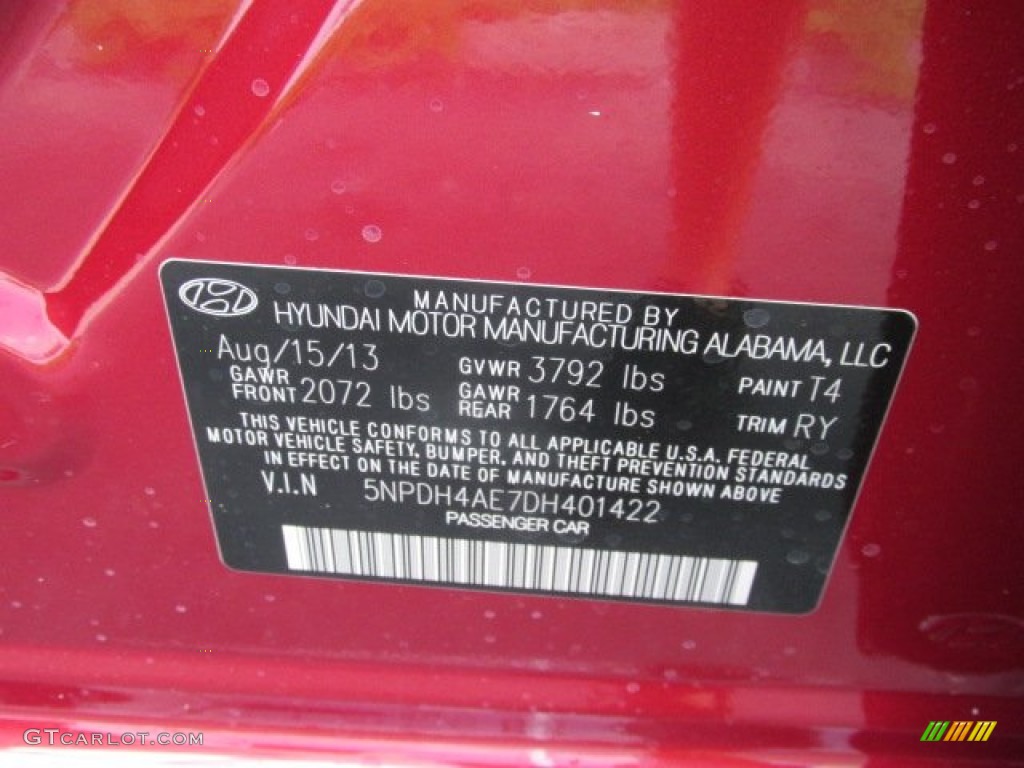 MANUFACTURED BY
HYUNDAI MOTOR MANUFACTURING ALABAMA, LLC
Aug/15/13 GVWR 3792 lbs PAINT T4
GAWR FRONT 2072 lbs GAWR REAR 1764 lbs TRIM RY
THIS VEHICLE CONFORMS TO ALL APPLICABLE U.S.A. FEDERAL
MOTOR VEHICLE SAFETY, BUMPER, AND THEFT PREVENTION STANDARDS
IN EFFECT ON THE DATE OF MANUFACTURE SHOWN ABOVE
V.I.N 5NPDH4AE7DH401422
PASSENGER CAR
GTCARLOT.COM